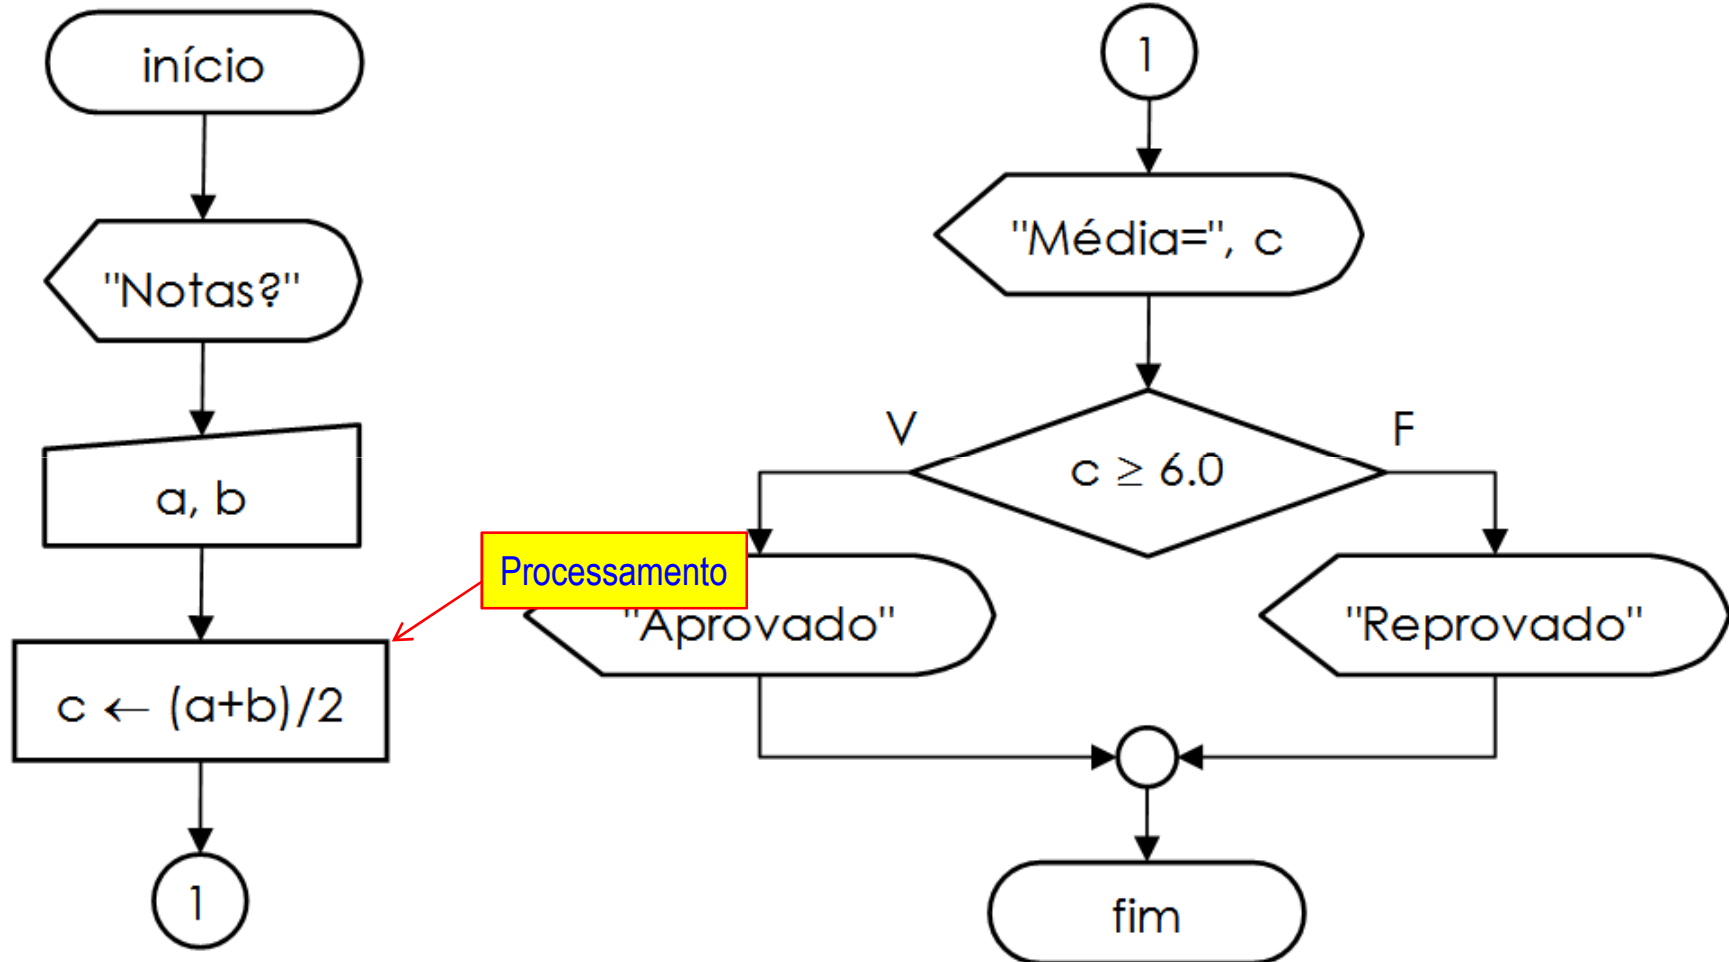 início
"Notas?"
a, b
c ← (a+b)/2
1
Processamento
1
"Média=", c
c ≥ 6.0
V
F
"Aprovado"
"Reprovado"
fim